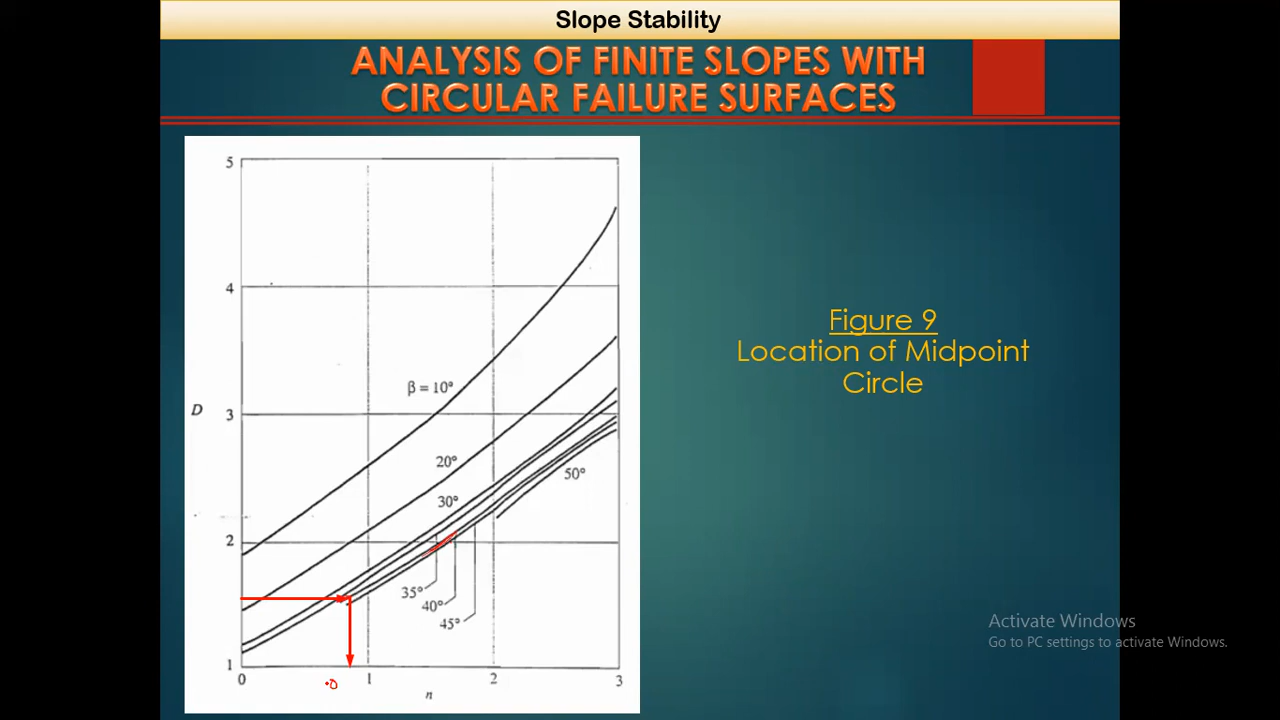 Slope Stability
ANALYSIS OF FINITE SLOPES WITH
CIRCULAR FAILURE SURFACES
5
4
β = 10°
D
3
20°
30°
50°
2
35°
40°
45°
1
0
1
2
3
n
Figure 9
Location of Midpoint
Circle
Activate Windows
Go to PC settings to activate Windows.